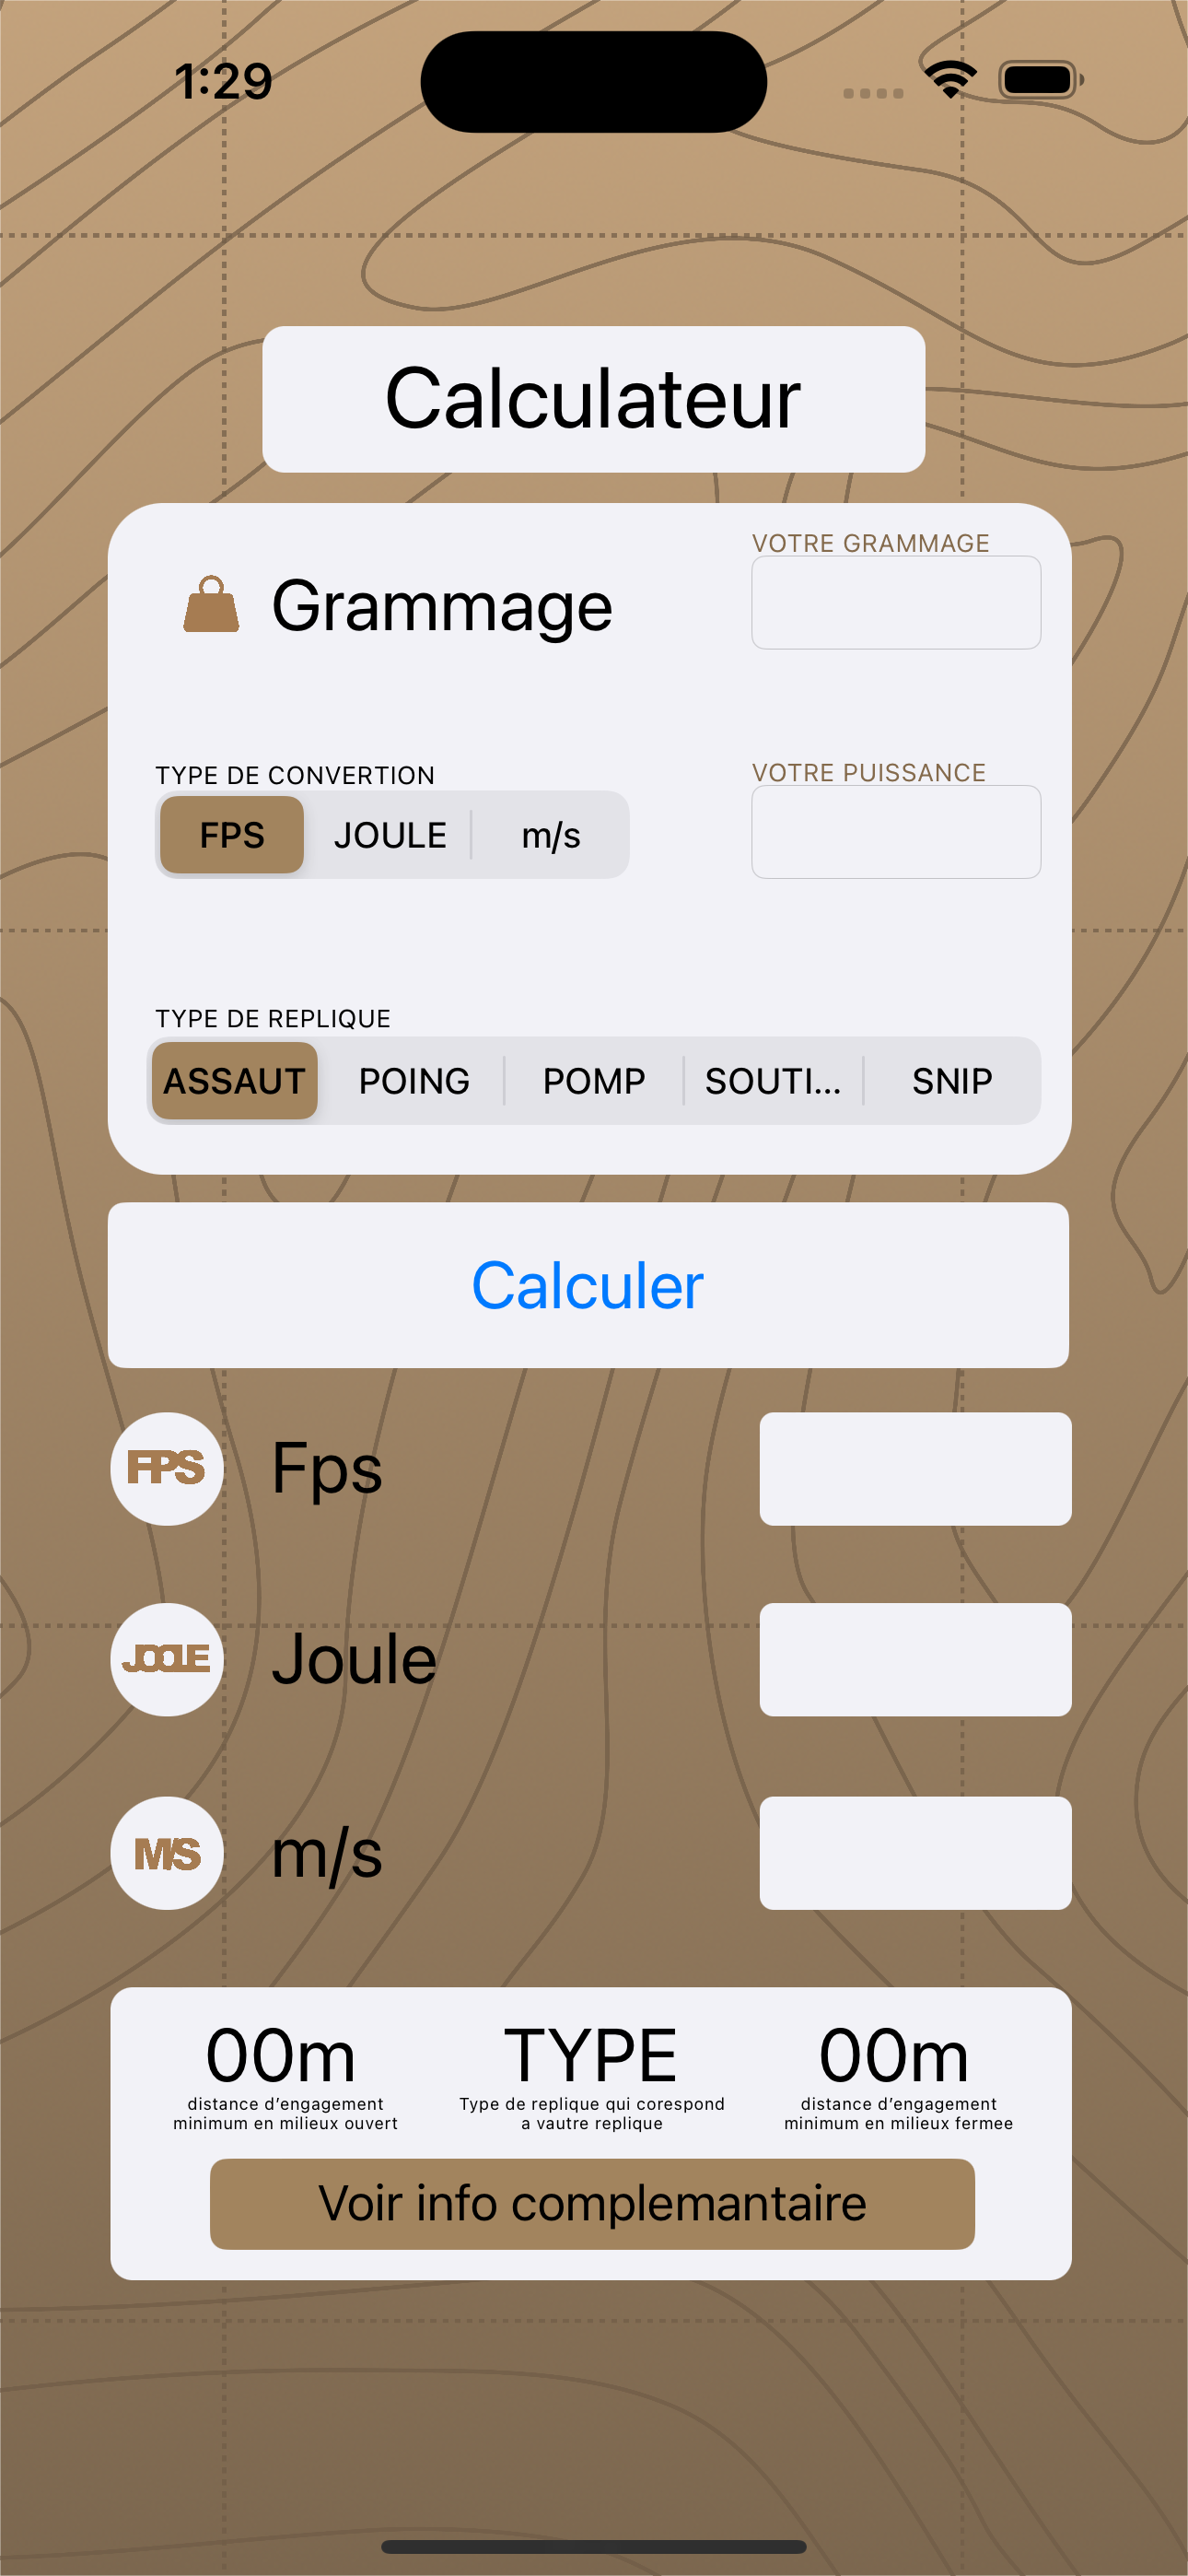 1:29
Calculateur
VOTRE GRAMMAGE
Grammage
TYPE DE CONVERTION
VOTRE PUISSANCE
FPS JOULE m/s
TYPE DE REPLIQUE
ASSAUT POING POMP SOUTI... SNIP
Calculer
FPS Fps
JOULE Joule
M/S m/s
00m TYPE 00m
distance d’engagement Type de replique qui corespond distance d’engagement
minimum en milieux ouvert a vautre replique minimum en milieux fermee
Voir info complemantaire